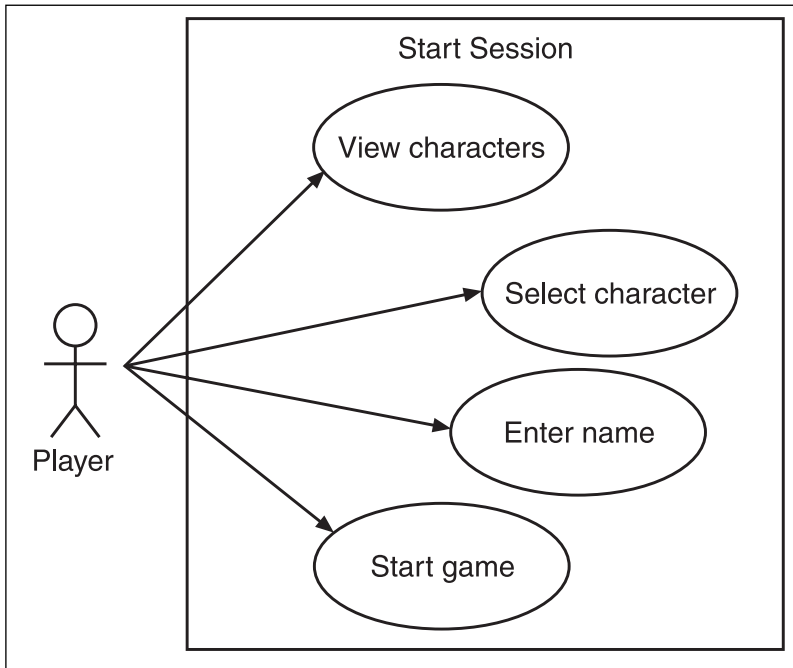 Start Session
View characters
Select character
Enter name
Player
Start game